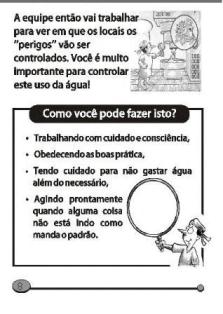 A equipe então vai trabalhar
para ver em que os locais os
"perigos" vão ser
controlados. Você é muito
importante para controlar
este uso da água!
Como você pode fazer isto?
• Trabalhando com cuidado e consciência,
• Obedecendo as boas prática,
• Tendo cuidado para não gastar água
além do necessário,
• Agindo prontamente
quando alguma coisa
não está indo como
manda o padrão.
8